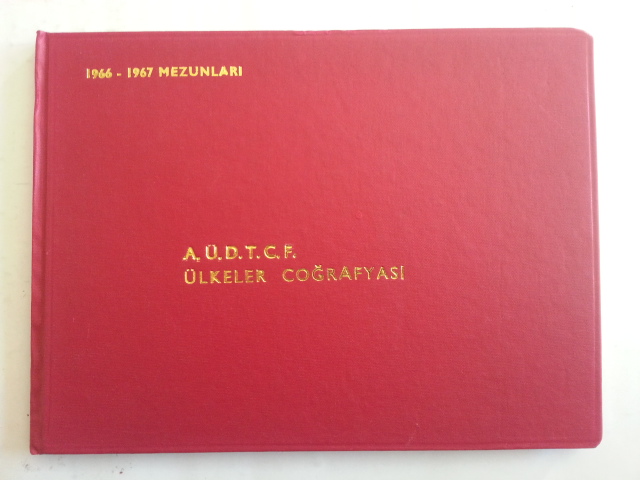 1966 - 1967 MEZUNLARI
A.Ü.D.T.C.F.
ÜLKELER COĞRAFYASI